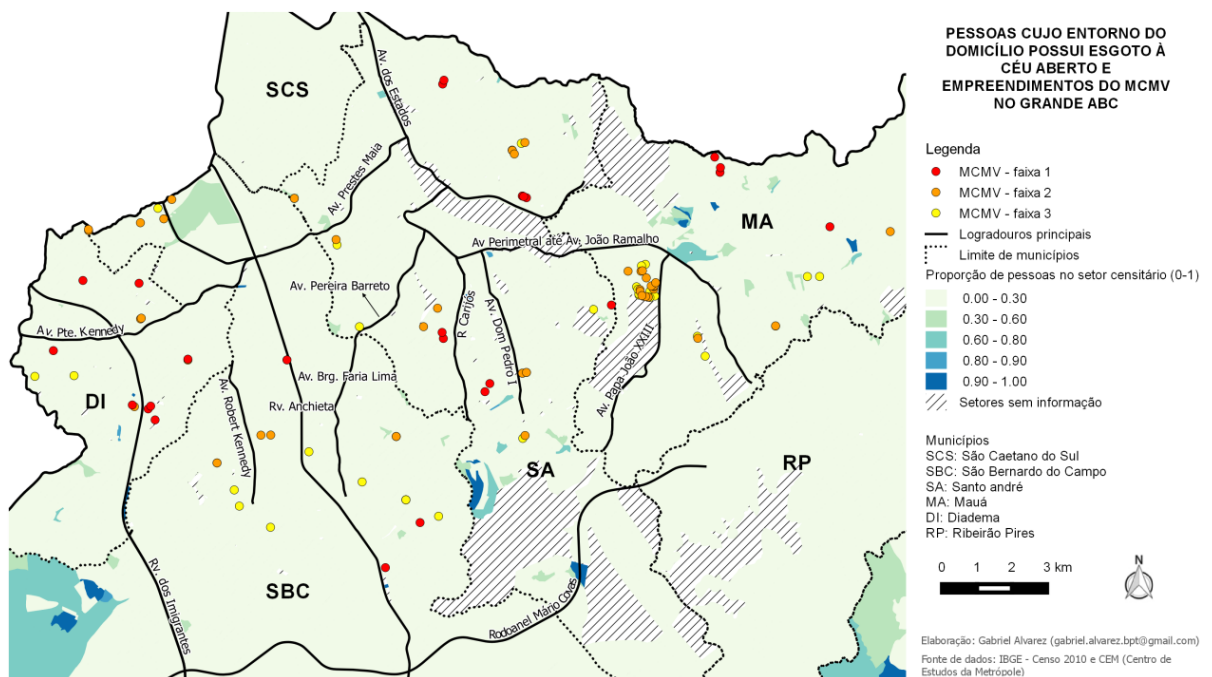 PESSOAS CUJO ENTORNO DO
DOMICÍLIO POSSUI ESGOTO À
CÉU ABERTO E
EMPREENDIMENTOS DO MCMV
NO GRANDE ABC
Legenda
MCMV - faixa 1
MCMV - faixa 2
MCMV - faixa 3
Logradouros principais
Limite de municípios
Proporção de pessoas no setor censitário (0-1)
0.00 - 0.30
0.30 - 0.60
0.60 - 0.80
0.80 - 0.90
0.90 - 1.00
Setores sem informação
Municípios
SCS: São Caetano do Sul
SBC: São Bernardo do Campo
SA: Santo andré
MA: Mauá
DI: Diadema
RP: Ribeirão Pires
0 1 2 3 km
N
Elaboração: Gabriel Alvarez (gabriel.alvarez.bpt@gmail.com)
Fonte de dados: IBGE - Censo 2010 e CEM (Centro de
Estudos da Metrópole)
SCS
Av. dos Estados
Av. Prestes Maia
MA
Av Perimetral até Av. João Ramalho
Av. Pereira Barreto
R Carijós
Av. Dom Pedro I
Av. Papa João XXIII
Av. Pte. Kennedy
Av. Brg. Faria Lima
DI
Av. Robert Kennedy
Rv. Anchieta
SA
RP
Rv. dos Imigrantes
SBC
Rodoanel Mário Covas